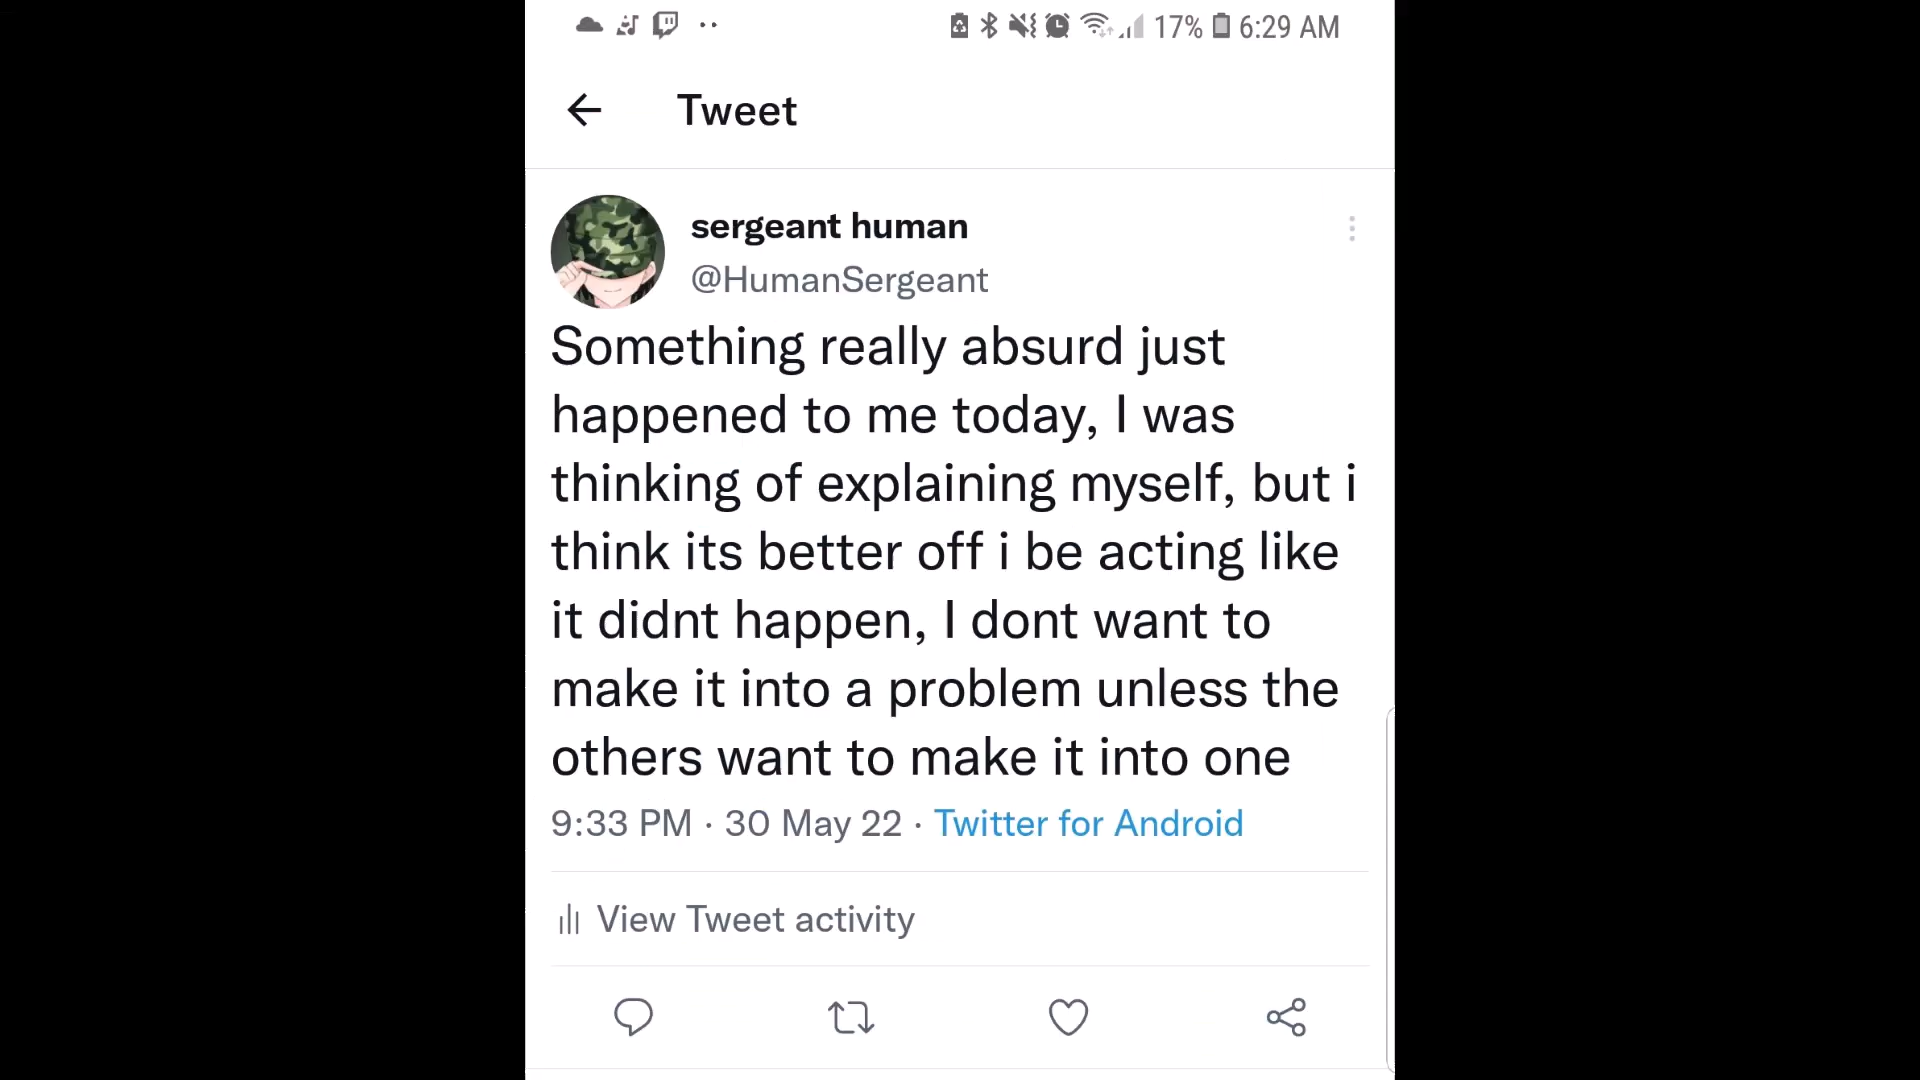 17% 6:29 AM
Tweet
sergeant human
@HumanSergeant
Something really absurd just
happened to me today, I was
thinking of explaining myself, but i
think its better off i be acting like
it didnt happen, I dont want to
make it into a problem unless the
others want to make it into one
9:33 PM · 30 May 22 · Twitter for Android
View Tweet activity